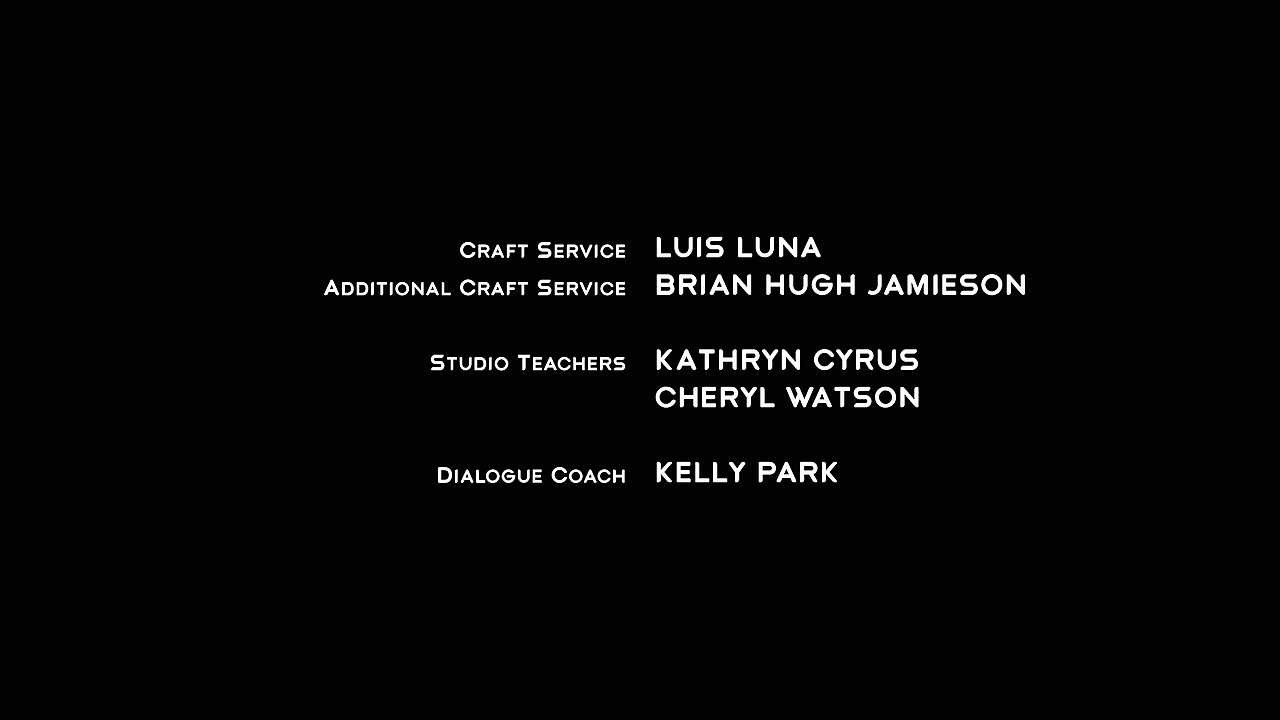 Craft Service LUIS LUNA
Additional Craft Service BRIAN HUGH JAMIESON
Studio Teachers KATHRYN CYRUS
CHERYL WATSON
Dialogue Coach KELLY PARK